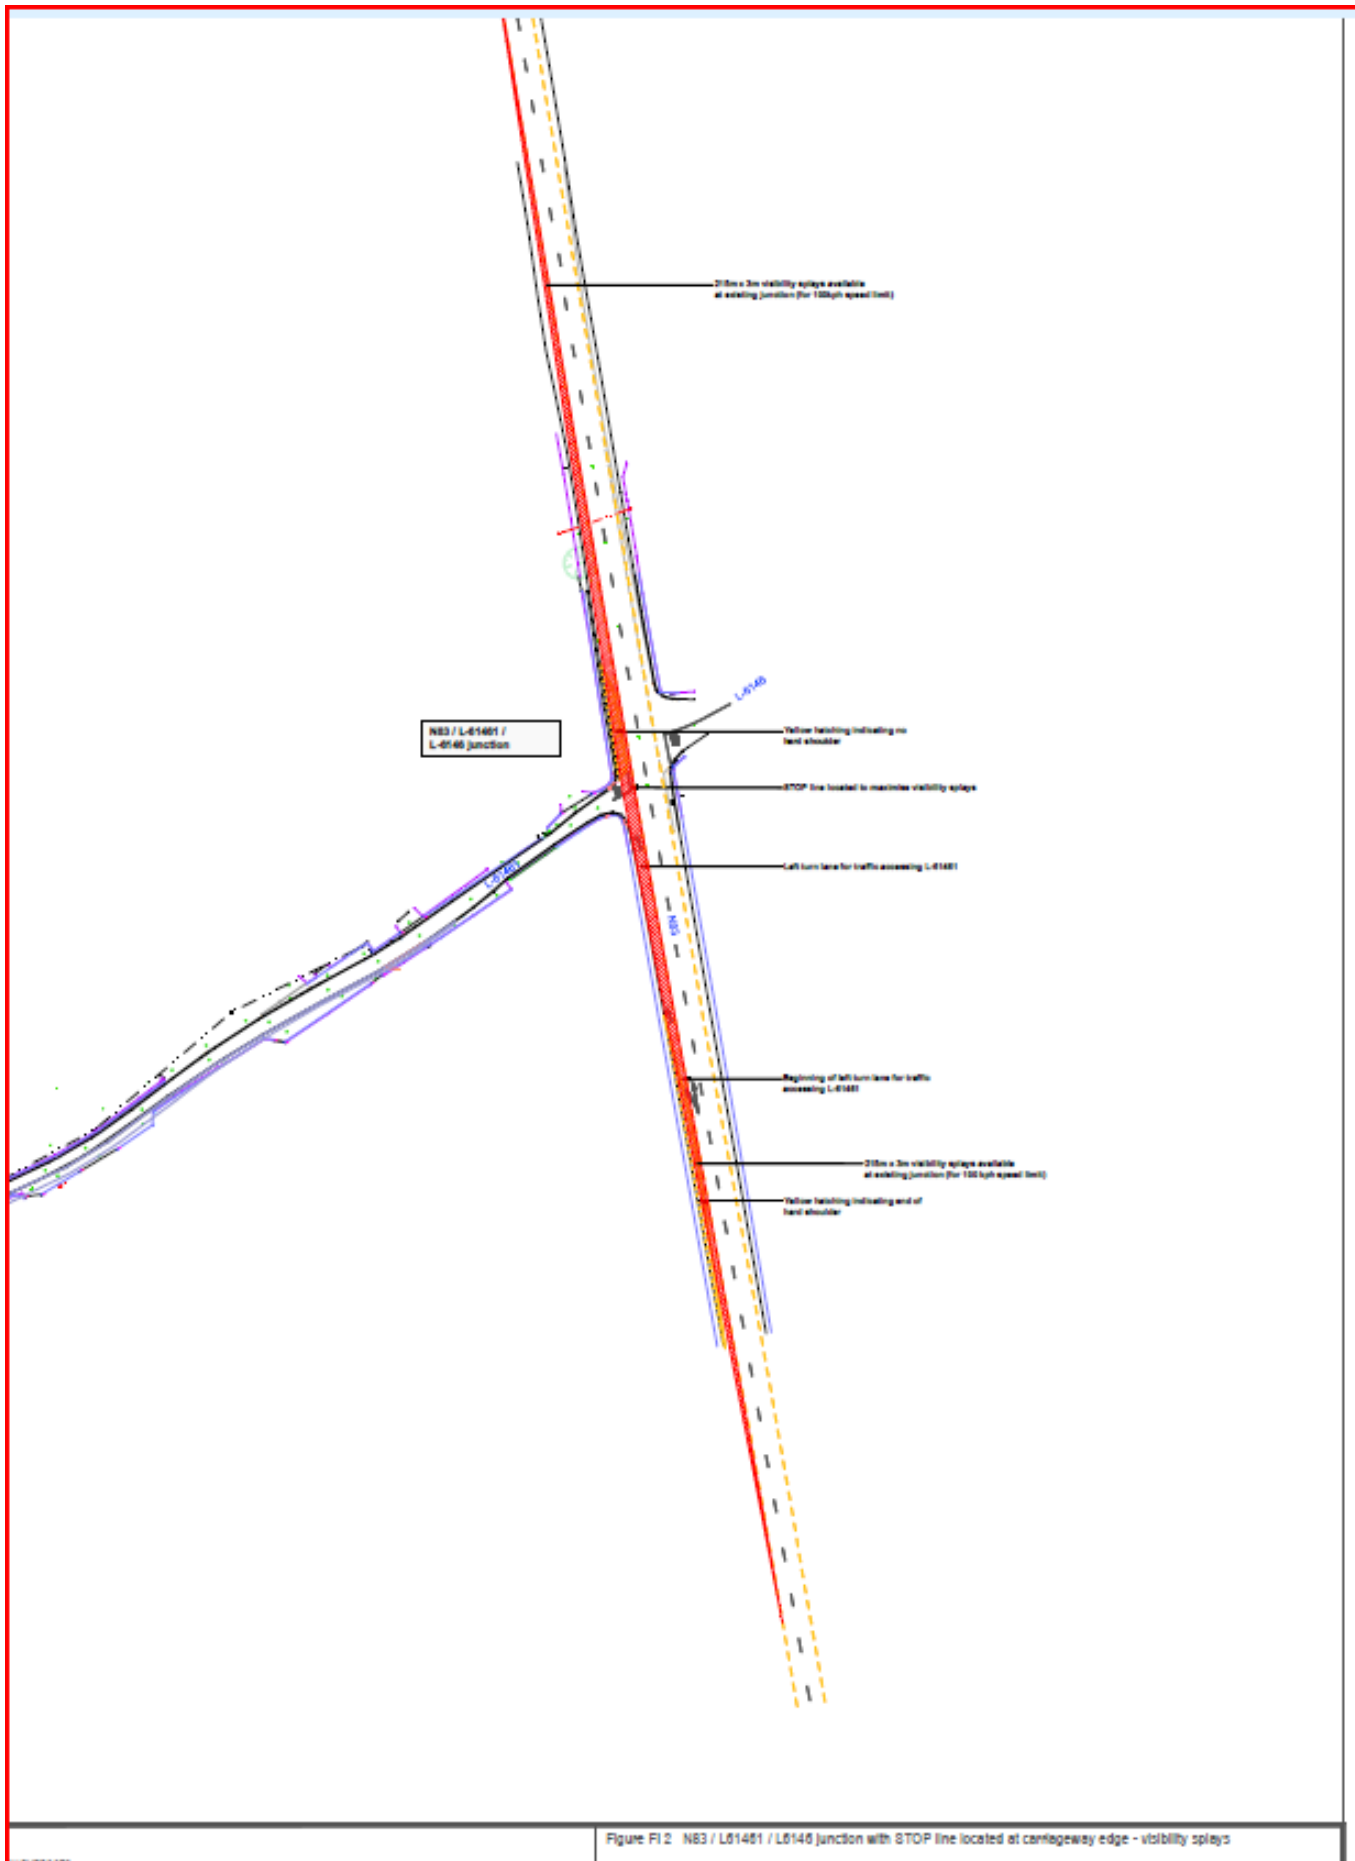 215m x 3m visibility splays available
at existing junction (for 100kph speed limit)
L-6146
N83 / L-61461 /
L-6146 junction
Yellow hatching indicating no
hard shoulder
STOP line located to maximise visibility splays
L-61461
Left turn lane for traffic accessing L-61461
N83
Beginning of left turn lane for traffic
accessing L-61461
215m x 3m visibility splays available
at existing junction (for 100 kph speed limit)
Yellow hatching indicating end of
hard shoulder
Figure FI 2 N83 / L61461 / L6146 junction with STOP line located at carriageway edge - visibility splays